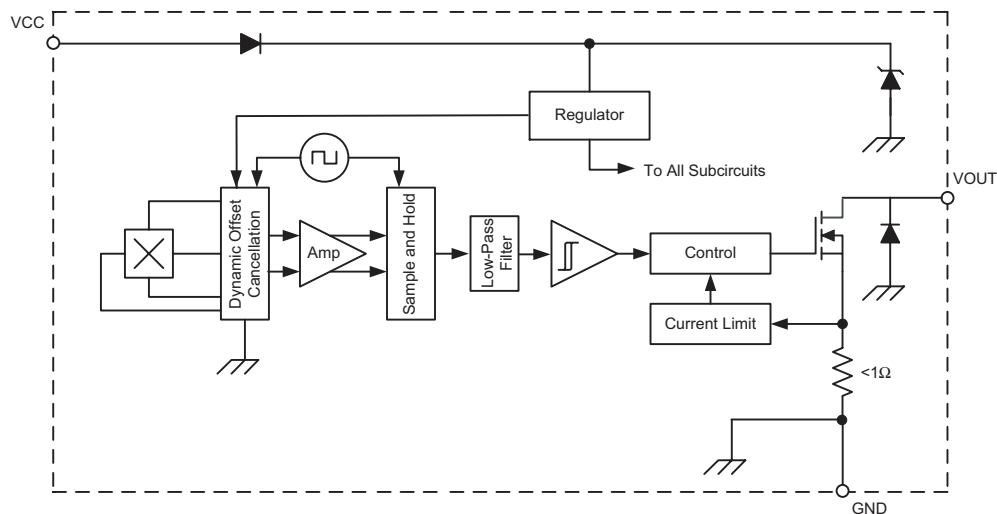 VCC
Regulator
To All Subcircuits
VOUT
Dynamic Offset
Cancellation
Amp
Sample and Hold
Low-Pass
Filter
Control
Current Limit
<1Ω
GND